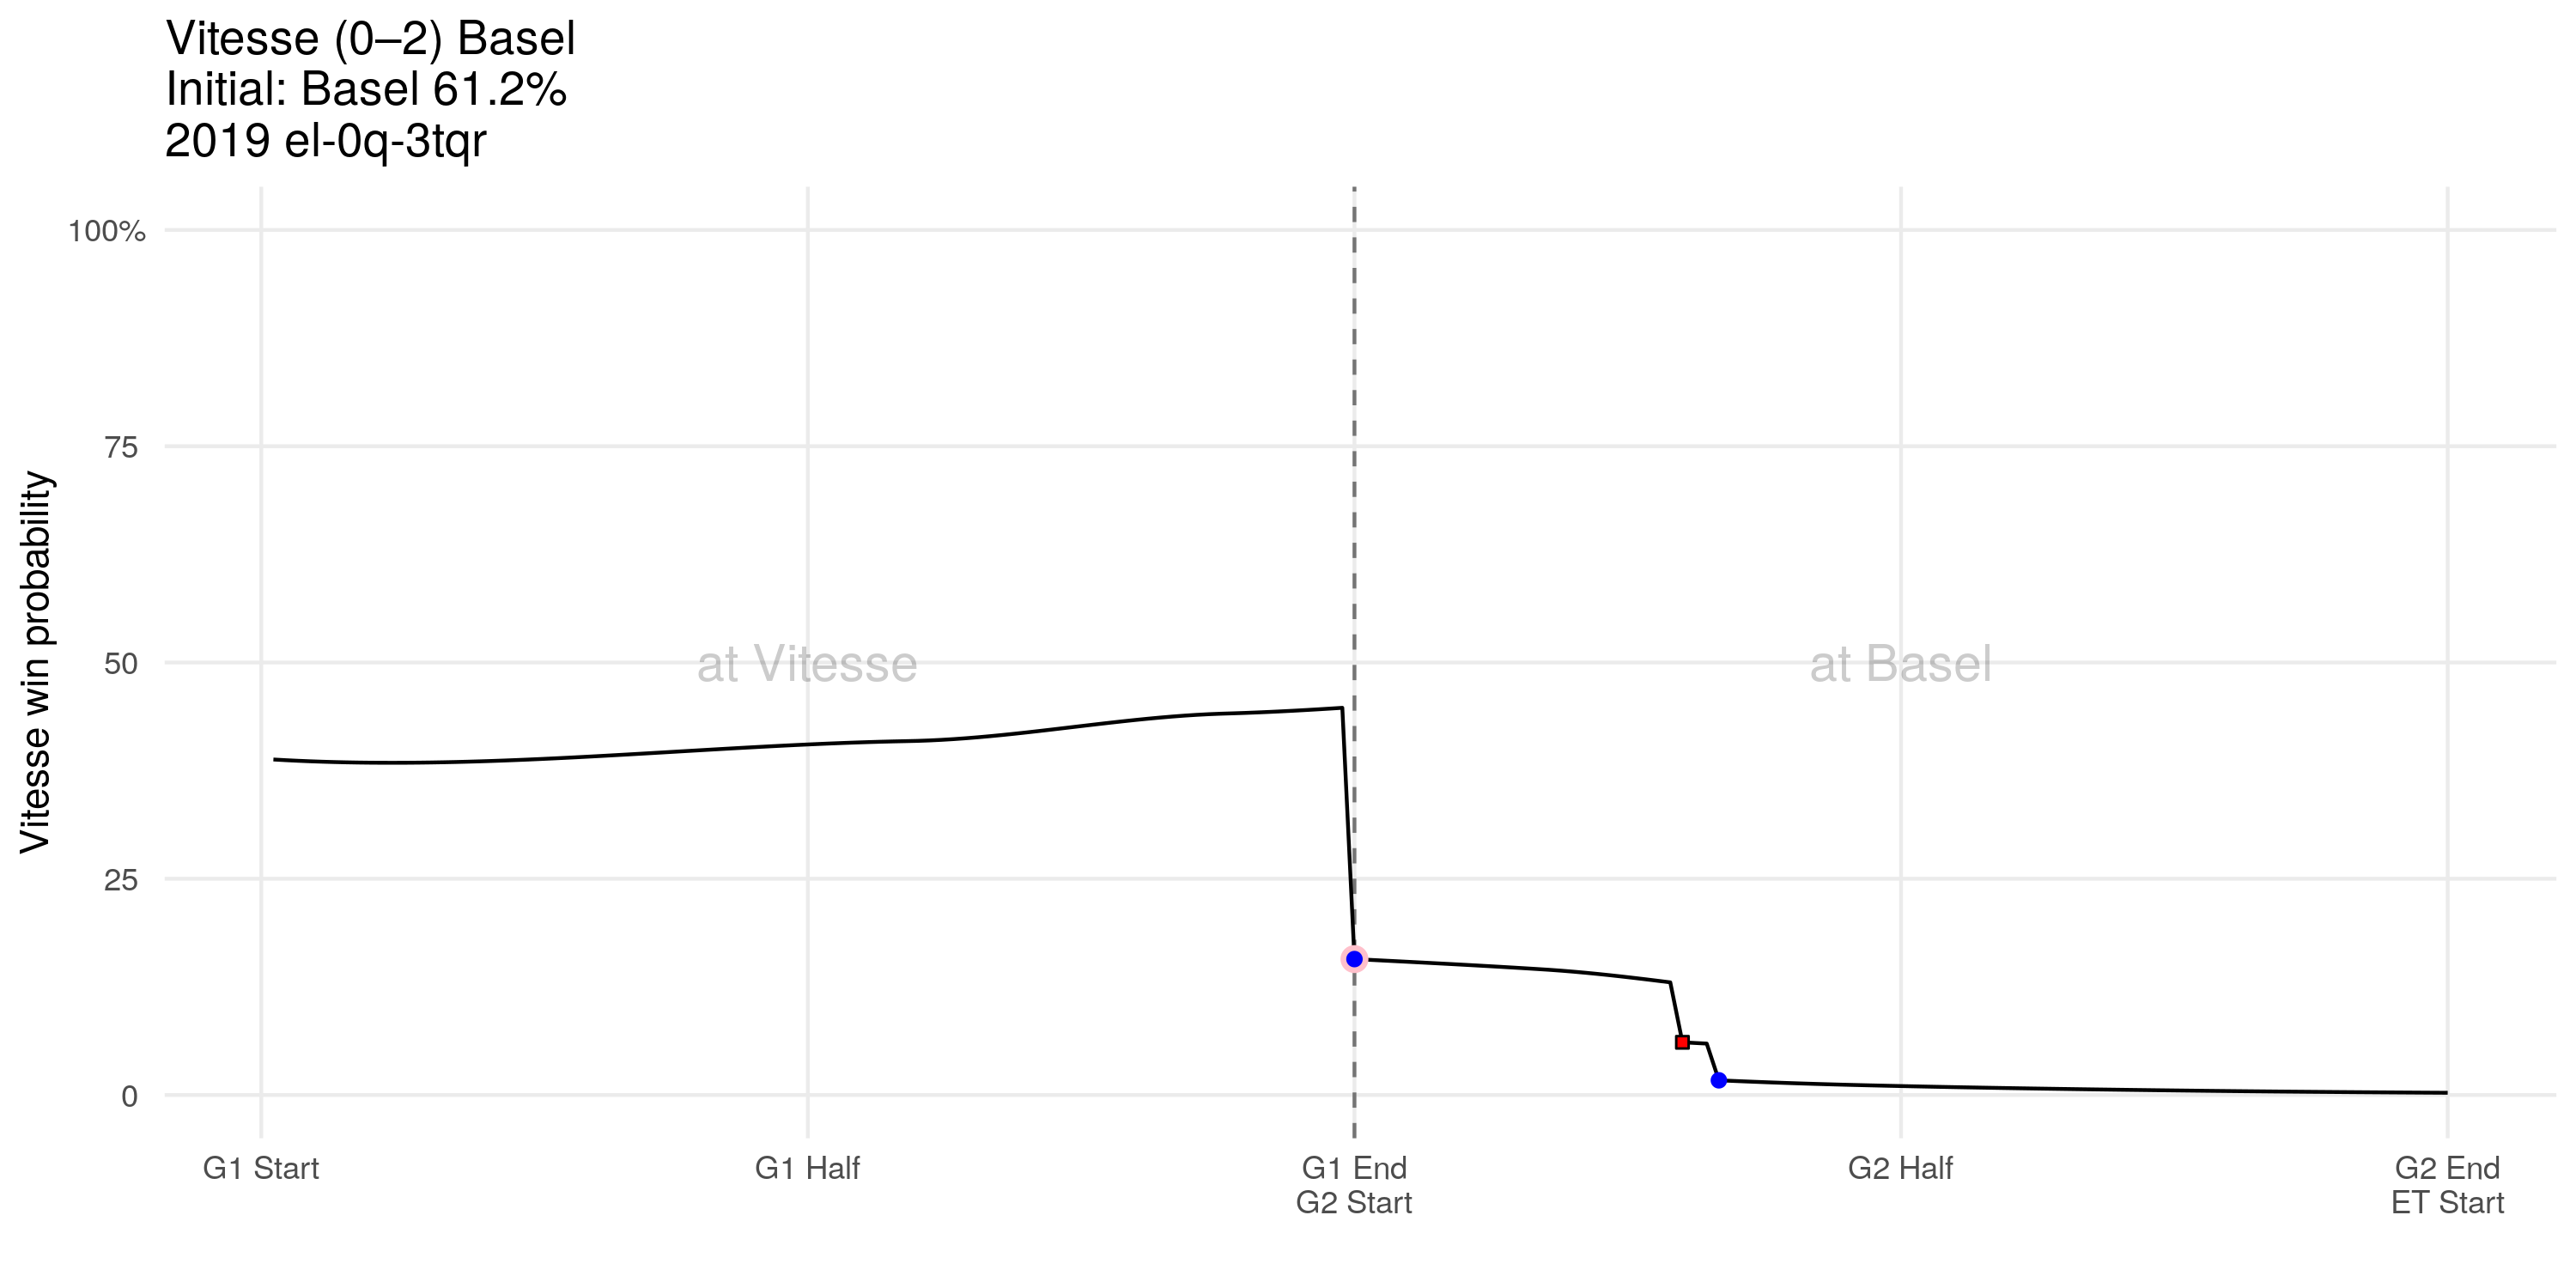 Vitesse (0–2) Basel
Initial: Basel 61.2%
2019 el-0q-3tqr
Vitesse win probability
100%
75
50
25
0
at Vitesse
at Basel
G1 Start
G1 Half
G1 End
G2 Start
G2 Half
G2 End
ET Start